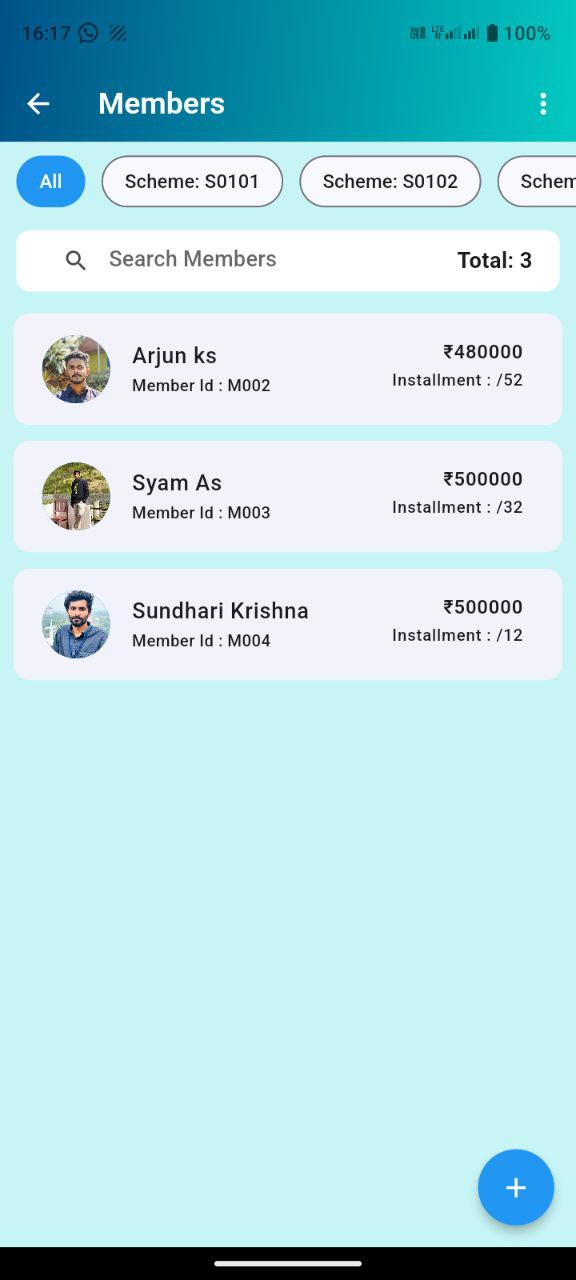 16:17 100%
Members
All Scheme: S0101 Scheme: S0102 Schem
Search Members Total: 3
Arjun ks ₹480000
Member Id : M002 Installment : /52
Syam As ₹500000
Member Id : M003 Installment : /32
Sundhari Krishna ₹500000
Member Id : M004 Installment : /12